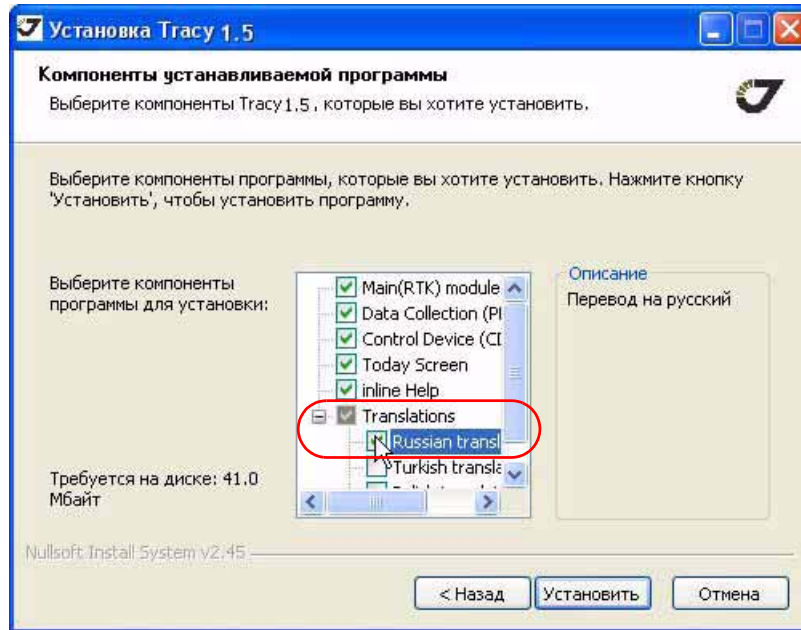 Установка Tracy 1.5
Компоненты устанавливаемой программы
Выберите компоненты Tracy1.5, которые вы хотите установить.
Выберите компоненты программы, которые вы хотите установить. Нажмите кнопку
'Установить', чтобы установить программу.
Выберите компоненты
программы для установки:
Main(RTK) module
Data Collection (Pl
Control Device (CI
Today Screen
inline Help
Translations
Russian transl
Turkish transla
Описание
Перевод на русский
Требуется на диске: 41.0
Мбайт
Nullsoft Install System v2.45
< Назад
Установить
Отмена